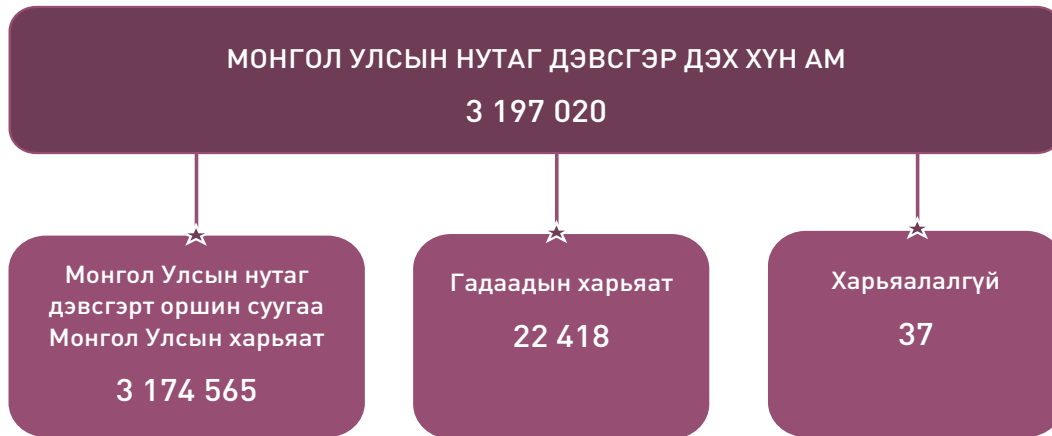 МОНГОЛ УЛСЫН НУТАГ ДЭВСГЭР ДЭХ ХҮН АМ
3 197 020
Монгол Улсын нутаг
дэвсгэрт оршин суугаа
Монгол Улсын харьяат
3 174 565
Гадаадын харьяат
22 418
Харьяалалгүй
37